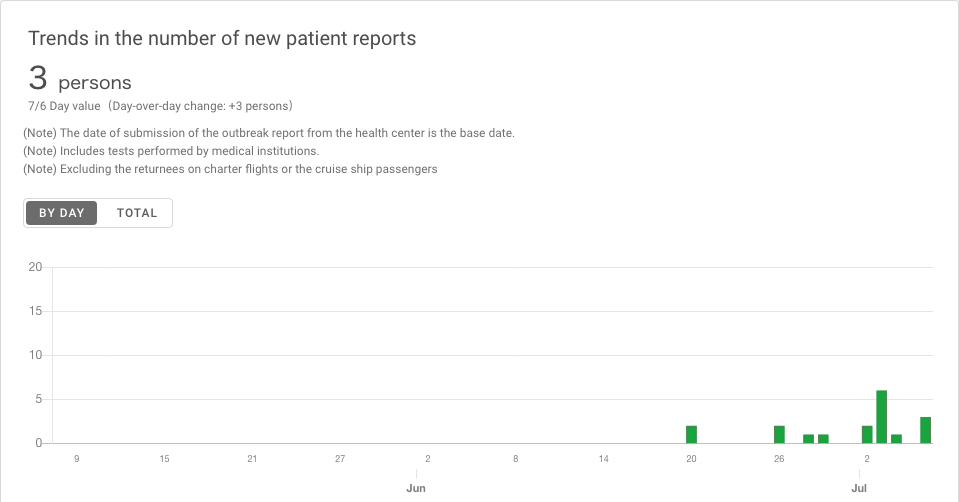 Trends in the number of new patient reports
3 persons
7/6 Day value（Day-over-day change: +3 persons）
(Note) The date of submission of the outbreak report from the health center is the base date.
(Note) Includes tests performed by medical institutions.
(Note) Excluding the returnees on charter flights or the cruise ship passengers
BY DAY TOTAL
20
15
10
5
0
9 15 21 27 2 8 14 20 26 2
Jun Jul